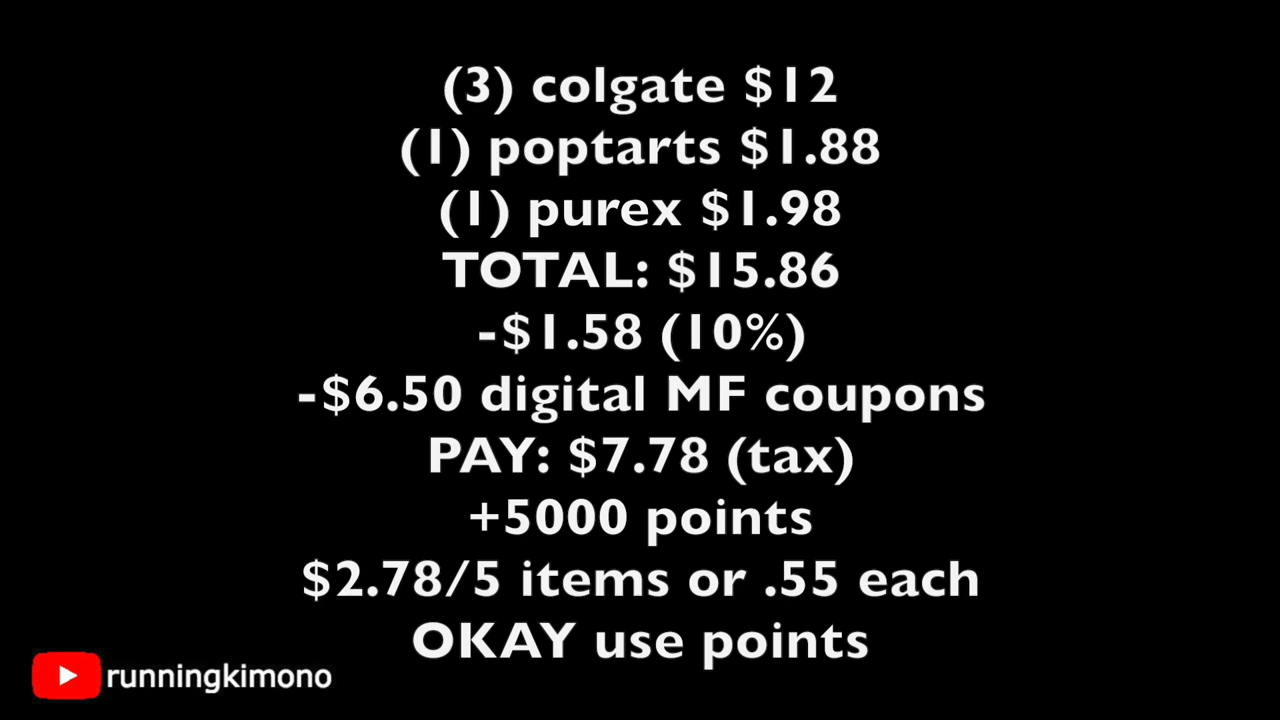 (3) colgate $12
(1) poptarts $1.88
(1) purex $1.98
TOTAL: $15.86
-$1.58 (10%)
-$6.50 digital MF coupons
PAY: $7.78 (tax)
+5000 points
$2.78/5 items or .55 each
OKAY use points
runningkimono